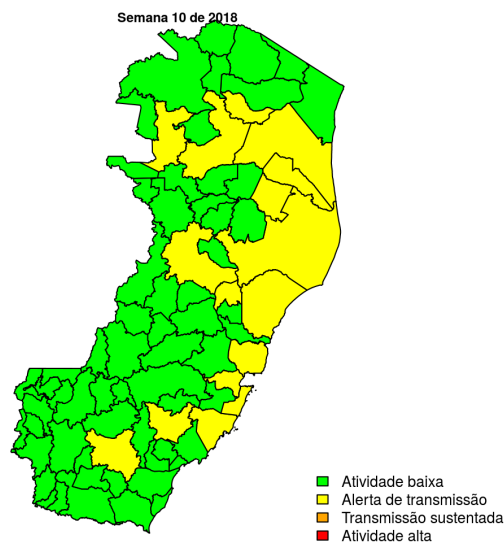 Semana 10 de 2018
Atividade baixa
Alerta de transmissão
Transmissão sustentada
Atividade alta